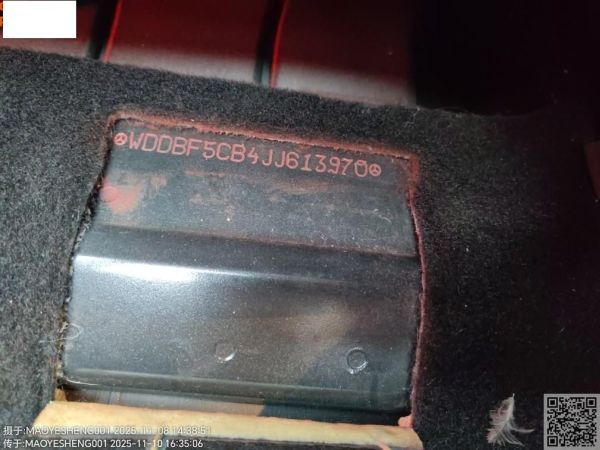 WDDBF5CB4JJ613970
摄于:MAOYESHENG001 2025-11-08 14:38:51
传于:MAOYESHENG001 2025-11-10 16:35:06